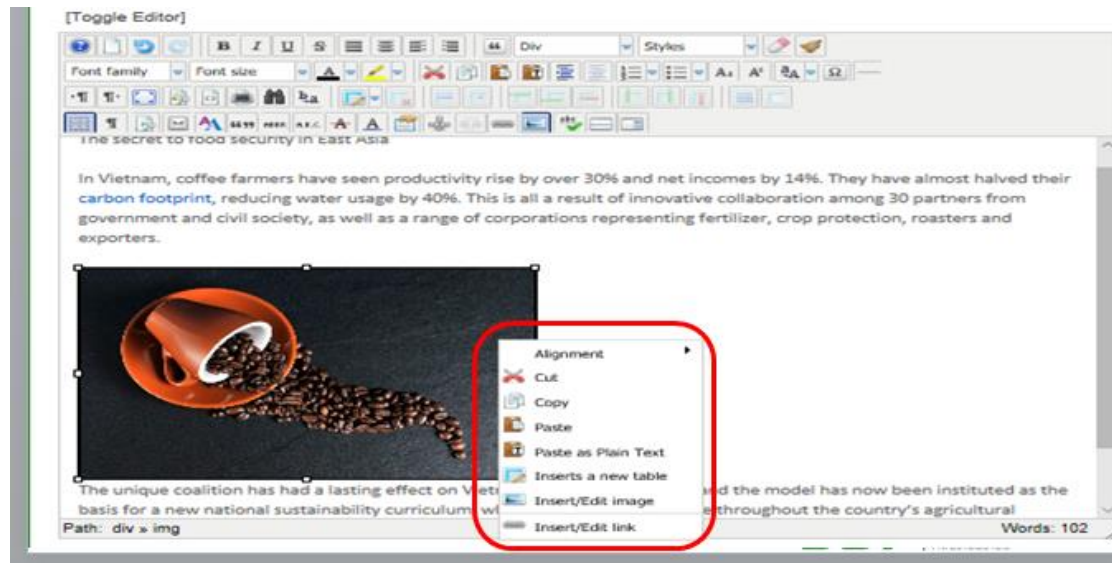 [Toggle Editor]
B I U S Div Styles
Font family Font size A
The secret to food security in East Asia
In Vietnam, coffee farmers have seen productivity rise by over 30% and net incomes by 14%. They have almost halved their
carbon footprint, reducing water usage by 40%. This is all a result of innovative collaboration among 30 partners from
government and civil society, as well as a range of corporations representing fertilizer, crop protection, roasters and
exporters.
Alignment
Cut
Copy
Paste
Paste as Plain Text
Inserts a new table
Insert/Edit image
Insert/Edit link
The unique coalition has had a lasting effect on nd the model has now been instituted as the
basis for a new national sustainability curriculum throughout the country's agricultural
Path: div » img Words: 102